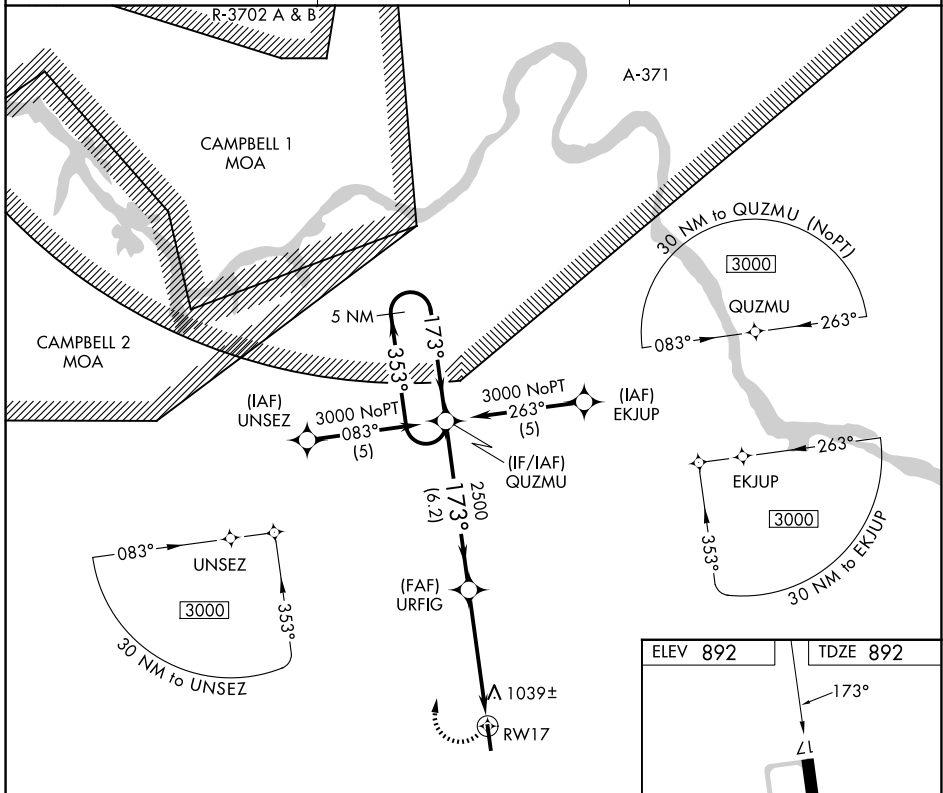 R-3702 A & B
A-371
CAMPBELL 1
MOA
30 NM to QUZMU (NoPT)
3000
QUZMU
083°
263°
5 NM
173°
353°
CAMPBELL 2
MOA
(IAF)
UNSEZ
3000 NoPT
083°
(5)
3000 NoPT
263°
(5)
(IAF)
EKJUP
(IF/IAF)
QUZMU
2500
173°
(6.2)
263°
EKJUP
3000
353°
30 NM to EKJUP
083°
UNSEZ
3000
353°
30 NM to UNSEZ
(FAF)
URFIG
1039±
RW17
ELEV 892
TDZE 892
173°
17